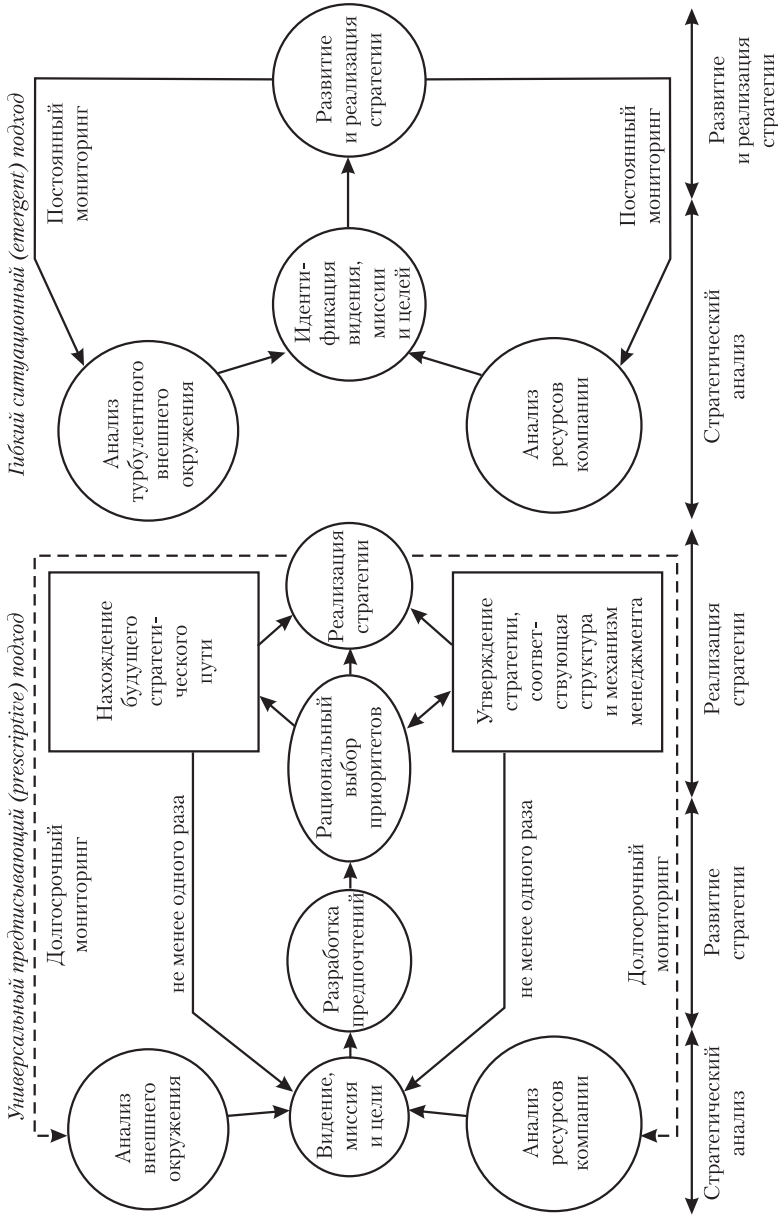 Универсальный предписывающий (prescriptive) подход
Долгосрочный
мониторинг
Анализ
внешнего
окружения
не менее одного раза
Нахождение
будущего
стратеги-
ческого
пути
Видение,
миссия
и цели
Разработка
предпочтений
Рациональный
выбор
приоритетов
Реализация
стратегии
не менее одного раза
Утверждение
стратегии,
соответ-
ствующая
структура
и механизм
менеджмента
Анализ
ресурсов
компании
Долгосрочный
мониторинг
Стратегический
анализ
Развитие
стратегии
Реализация
стратегии
Гибкий ситуационный (emergent) подход
Постоянный
мониторинг
Анализ
турбулентного
внешнего
окружения
Иденти-
фикация
видения,
миссии
и целей
Развитие
и реализация
стратегии
Анализ
ресурсов
компании
Постоянный
мониторинг
Стратегический
анализ
Развитие
и реализация
стратегии